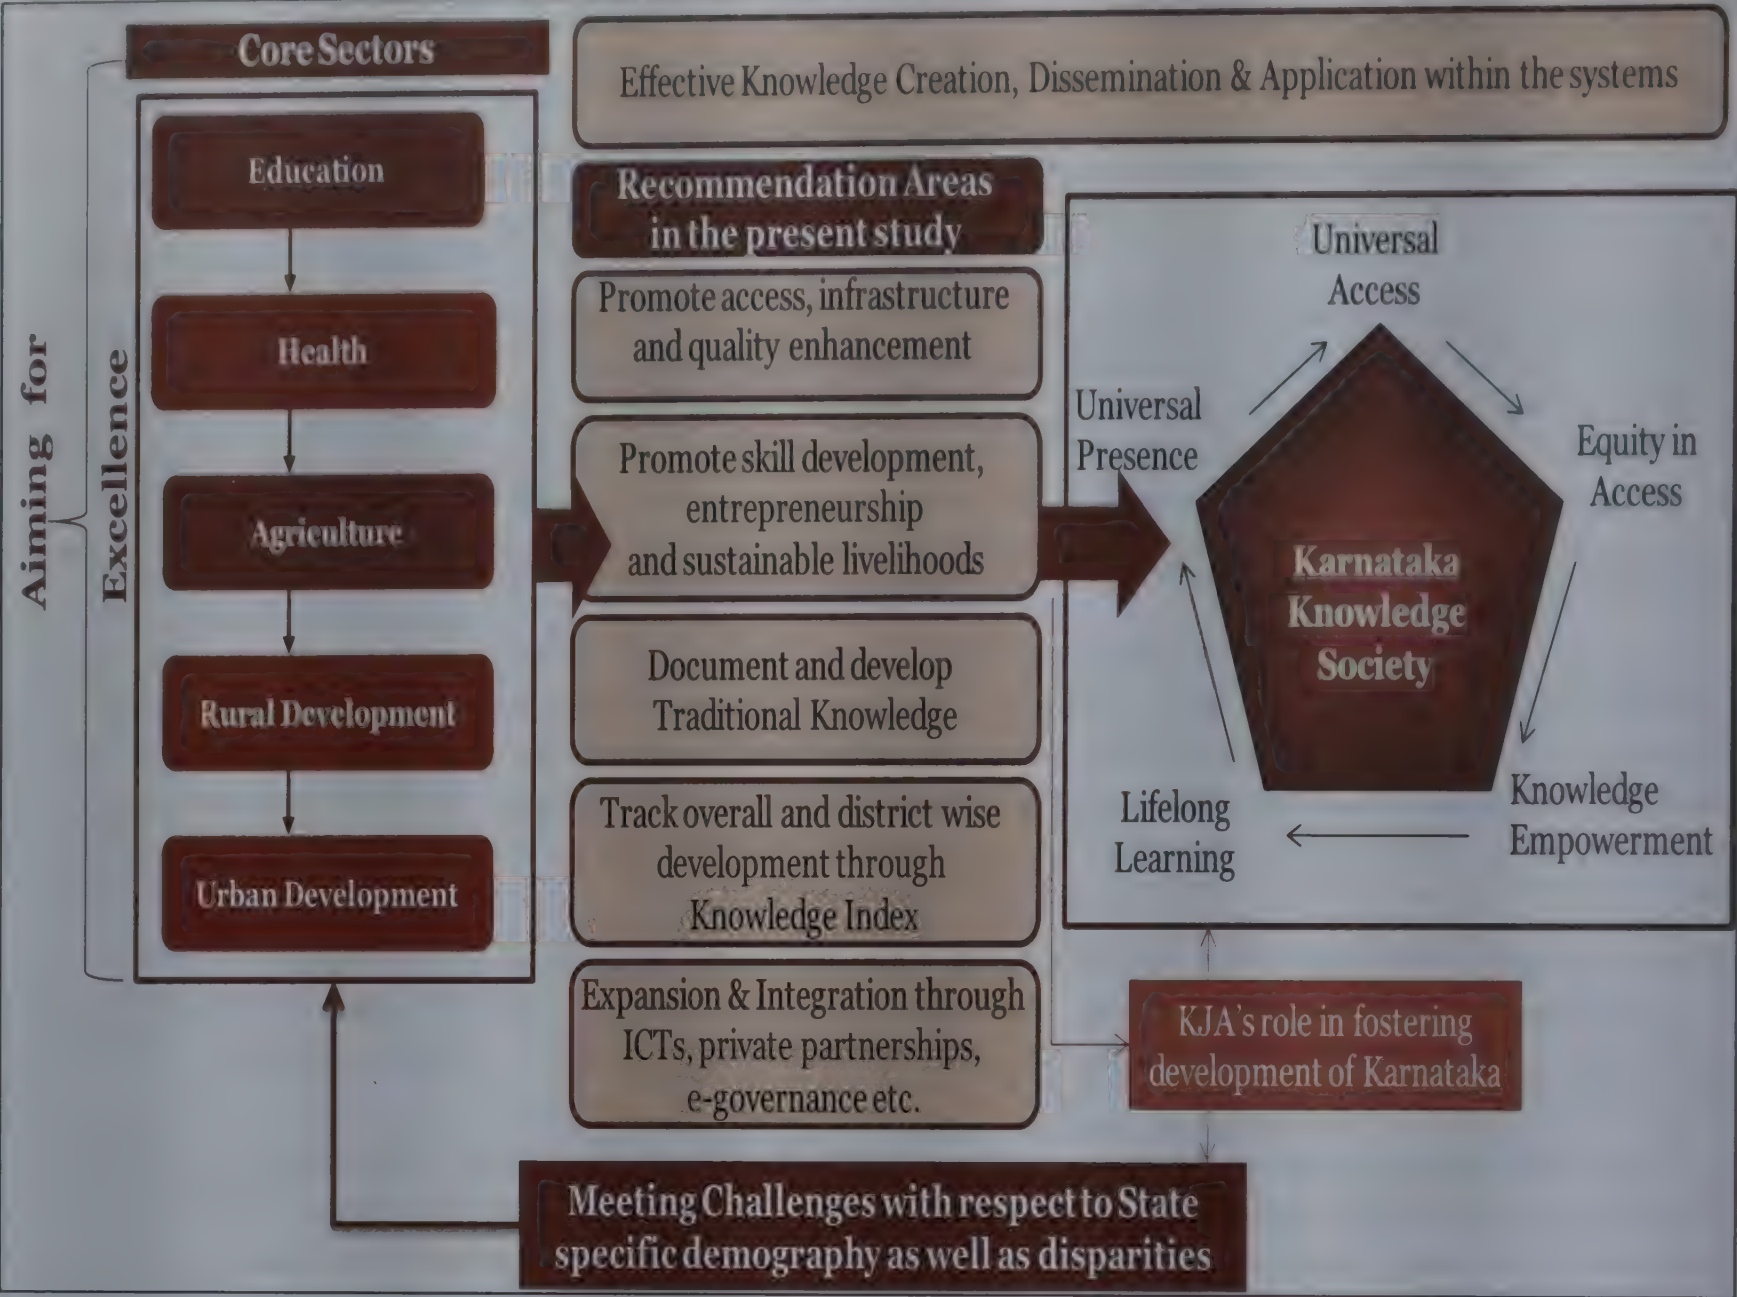 Core Sectors
Effective Knowledge Creation, Dissemination & Application within the systems
Aiming for
Excellence
Education
Health
Agriculture
Rural Development
Urban Development
Recommendation Areas
in the present study
Promote access, infrastructure
and quality enhancement
Promote skill development,
entrepreneurship
and sustainable livelihoods
Document and develop
Traditional Knowledge
Track overall and district wise
development through
Knowledge Index
Expansion & Integration through
ICTs, private partnerships,
e-governance etc.
Universal
Access
Universal
Presence
Equity in
Access
Karnataka
Knowledge
Society
Lifelong
Learning
Knowledge
Empowerment
KJA's role in fostering
development of Karnataka
Meeting Challenges with respect to State
specific demography as well as disparities